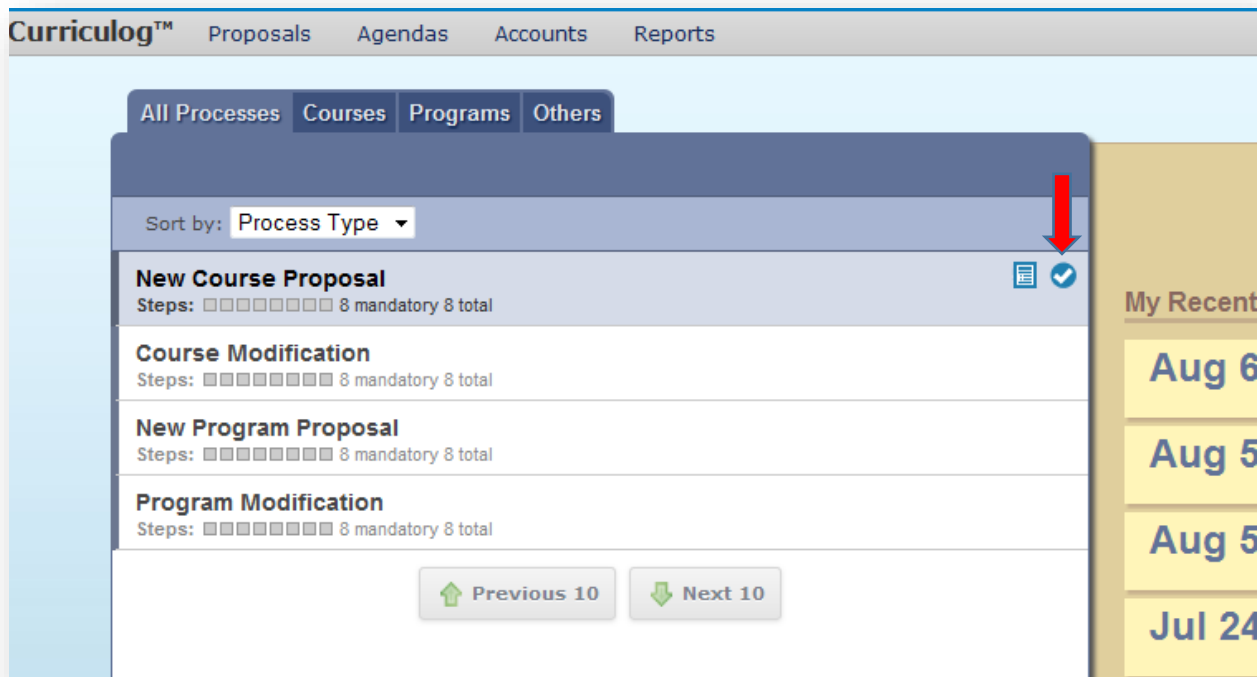 Curriculog™ Proposals Agendas Accounts Reports
All Processes Courses Programs Others
Sort by: Process Type
New Course Proposal
Steps: 8 mandatory 8 total
Course Modification
Steps: 8 mandatory 8 total
New Program Proposal
Steps: 8 mandatory 8 total
Program Modification
Steps: 8 mandatory 8 total
Previous 10 Next 10
My Recent
Aug 6
Aug 5
Aug 5
Jul 24